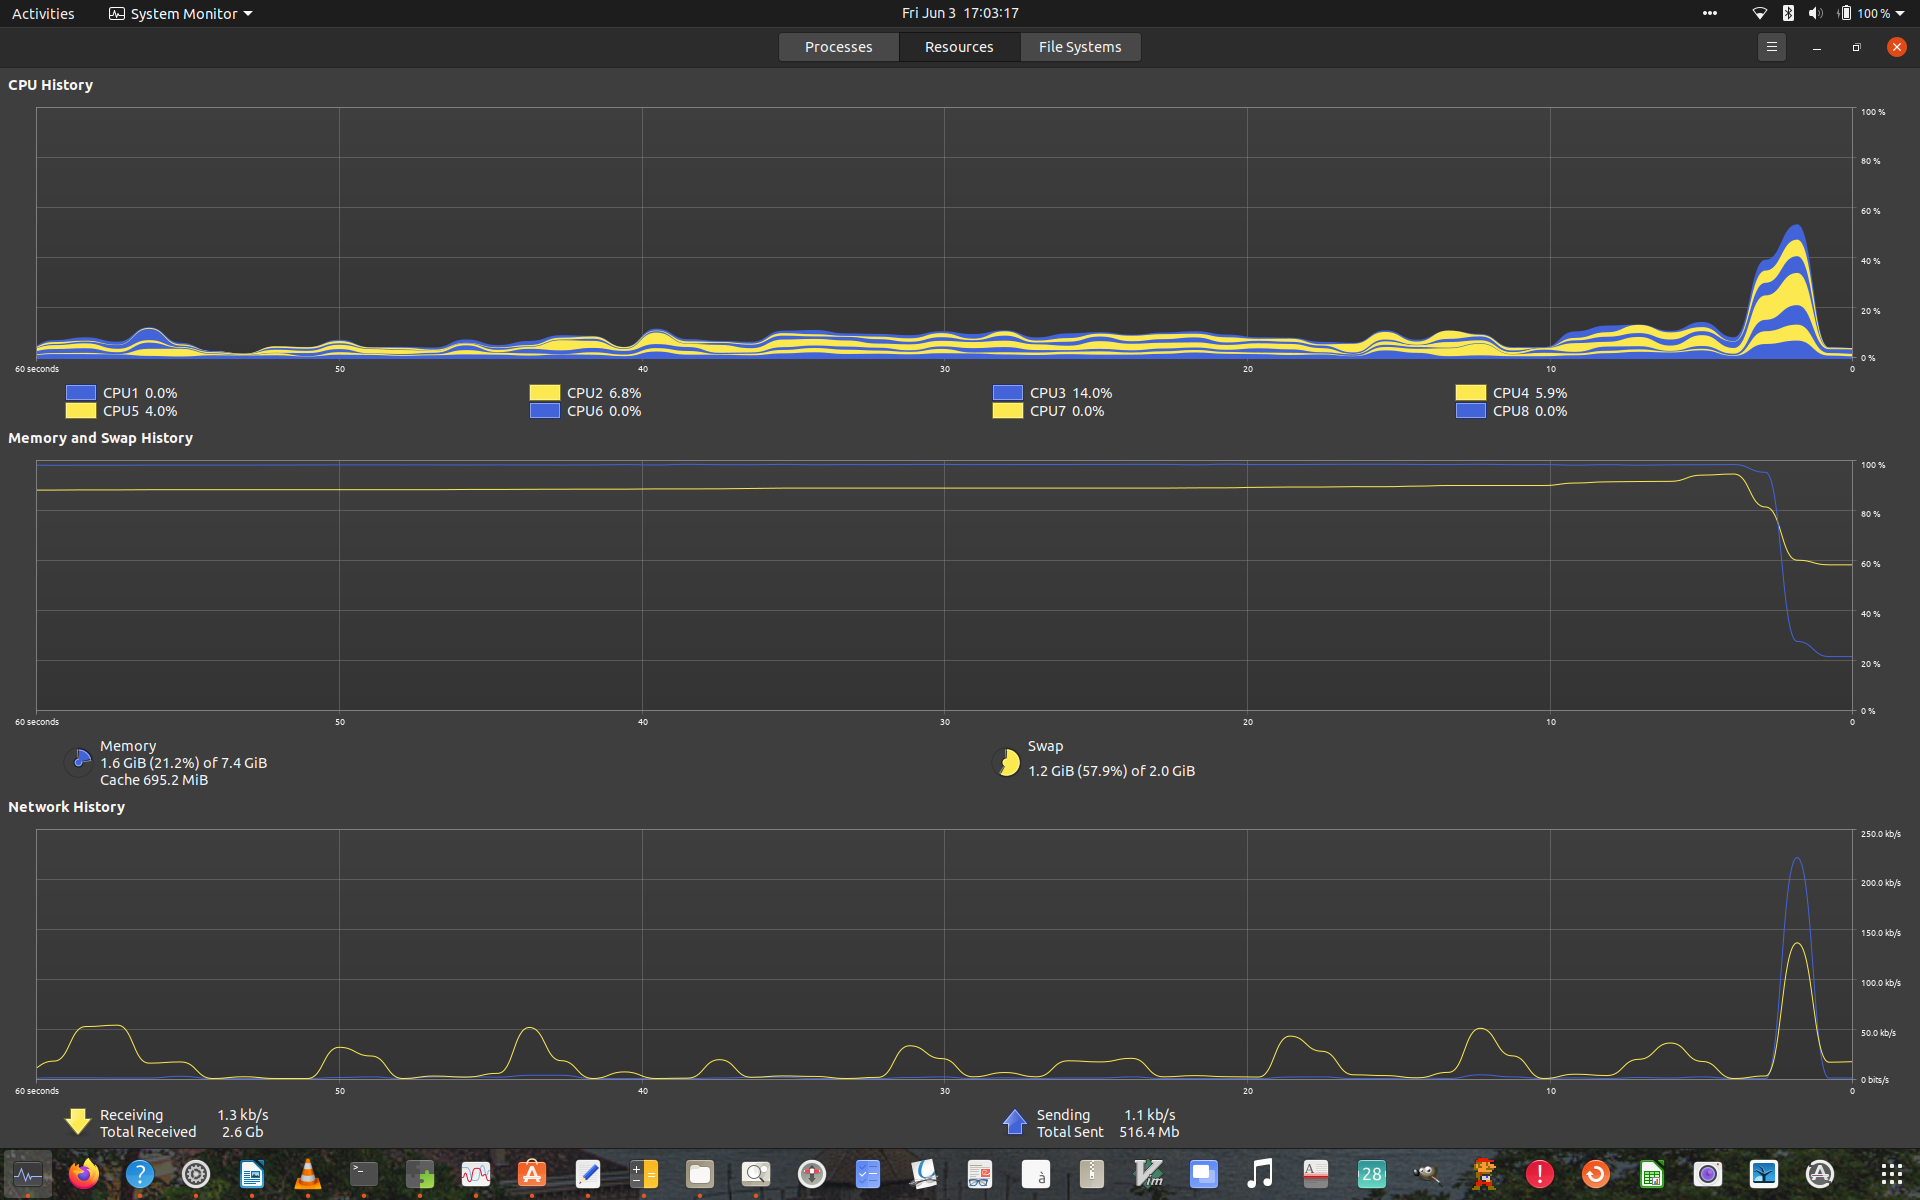 Activities
System Monitor
Fri Jun 3 17:03:17
100 %
Processes
Resources
File Systems
CPU History
100 %
80 %
60 %
40 %
20 %
0 %
60 seconds 50 40 30 20 10 0
CPU1 0.0% CPU2 6.8% CPU3 14.0% CPU4 5.9%
CPU5 4.0% CPU6 0.0% CPU7 0.0% CPU8 0.0%
Memory and Swap History
100 %
80 %
60 %
40 %
20 %
0 %
60 seconds 50 40 30 20 10 0
Memory
1.6 GiB (21.2%) of 7.4 GiB
Cache 695.2 MiB
Swap
1.2 GiB (57.9%) of 2.0 GiB
Network History
250.0 kb/s
200.0 kb/s
150.0 kb/s
100.0 kb/s
50.0 kb/s
0 bits/s
60 seconds 50 40 30 20 10 0
Receiving 1.3 kb/s
Total Received 2.6 Gb
Sending 1.1 kb/s
Total Sent 516.4 Mb
?
>_
A
à
Vim
A
28
!
A